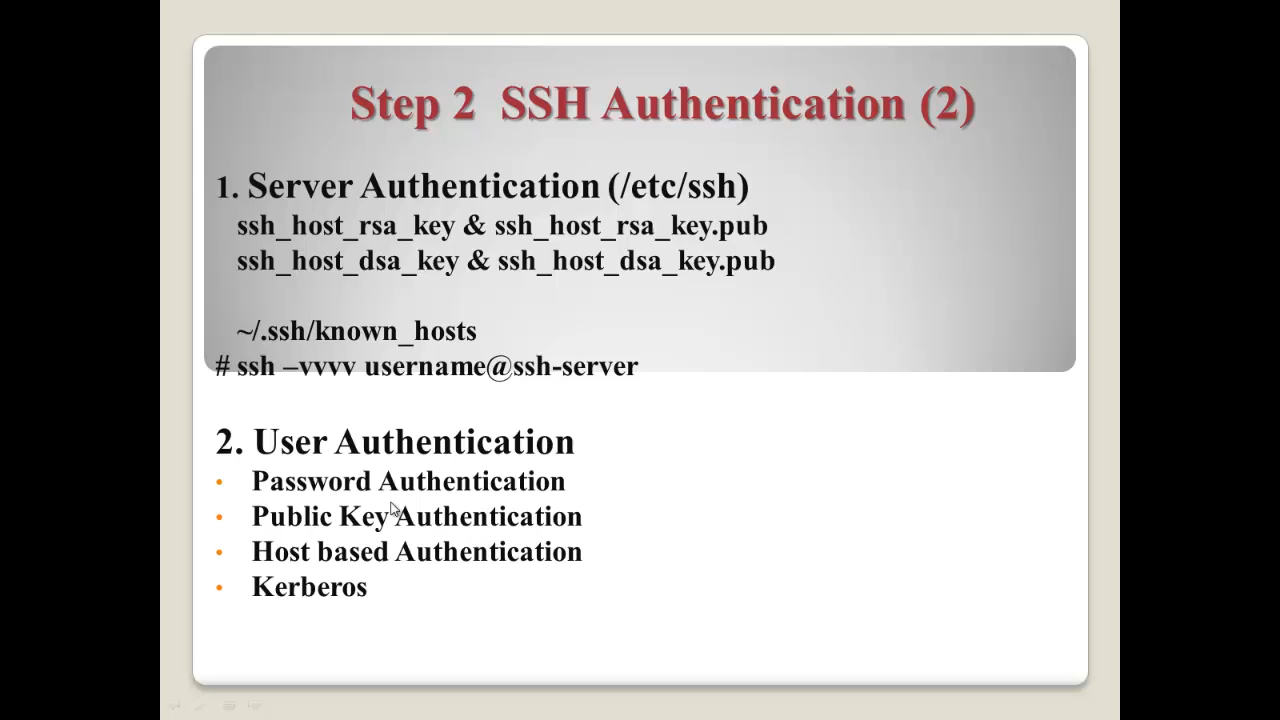 Step 2 SSH Authentication (2)
1. Server Authentication (/etc/ssh)
ssh_host_rsa_key & ssh_host_rsa_key.pub
ssh_host_dsa_key & ssh_host_dsa_key.pub
~/.ssh/known_hosts
# ssh –vvvv username@ssh-server
2. User Authentication
• Password Authentication
• Public Key Authentication
• Host based Authentication
• Kerberos